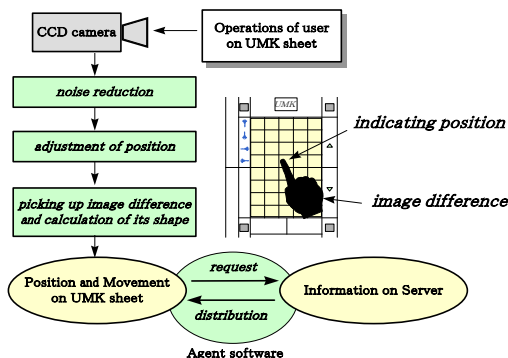 CCD camera
Operations of user
on UMK sheet
noise reduction
adjustment of position
picking up image difference
and calculation of its shape
UMK
indicating position
image difference
Position and Movement
on UMK sheet
request
distribution
Information on Server
Agent software